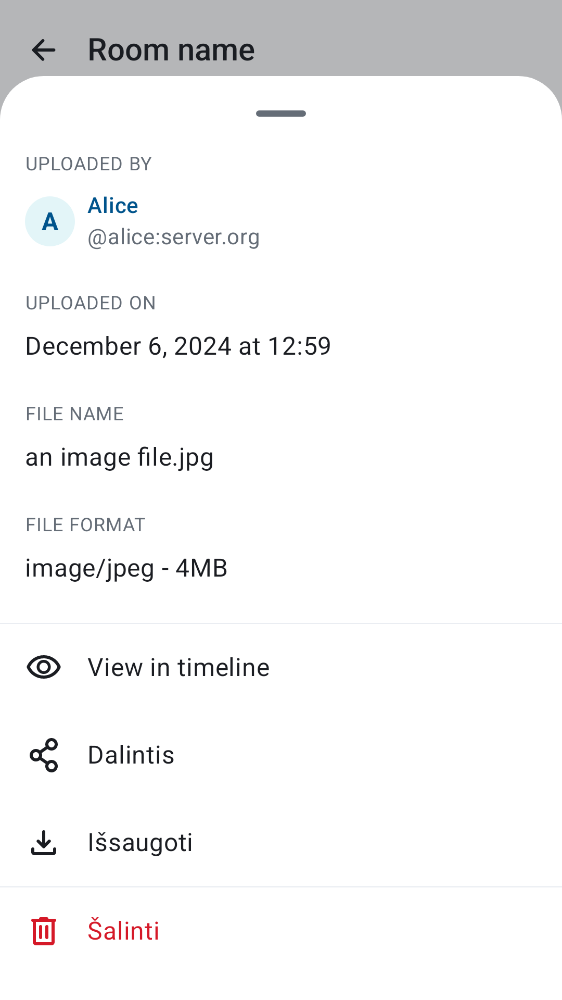 Room name
UPLOADED BY
A
Alice
@alice:server.org
UPLOADED ON
December 6, 2024 at 12:59
FILE NAME
an image file.jpg
FILE FORMAT
image/jpeg - 4MB
View in timeline
Dalintis
Išsaugoti
Šalinti